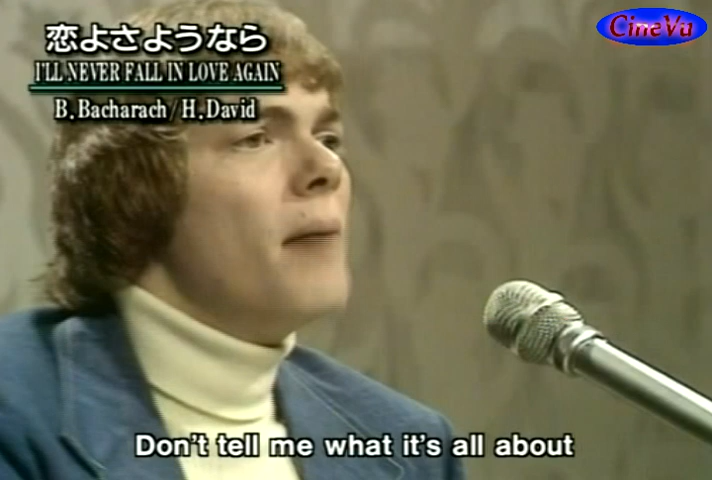 恋よさようなら
I'LL NEVER FALL IN LOVE AGAIN
B. Bacharach / H. David
CineVu
Don't tell me what it's all about